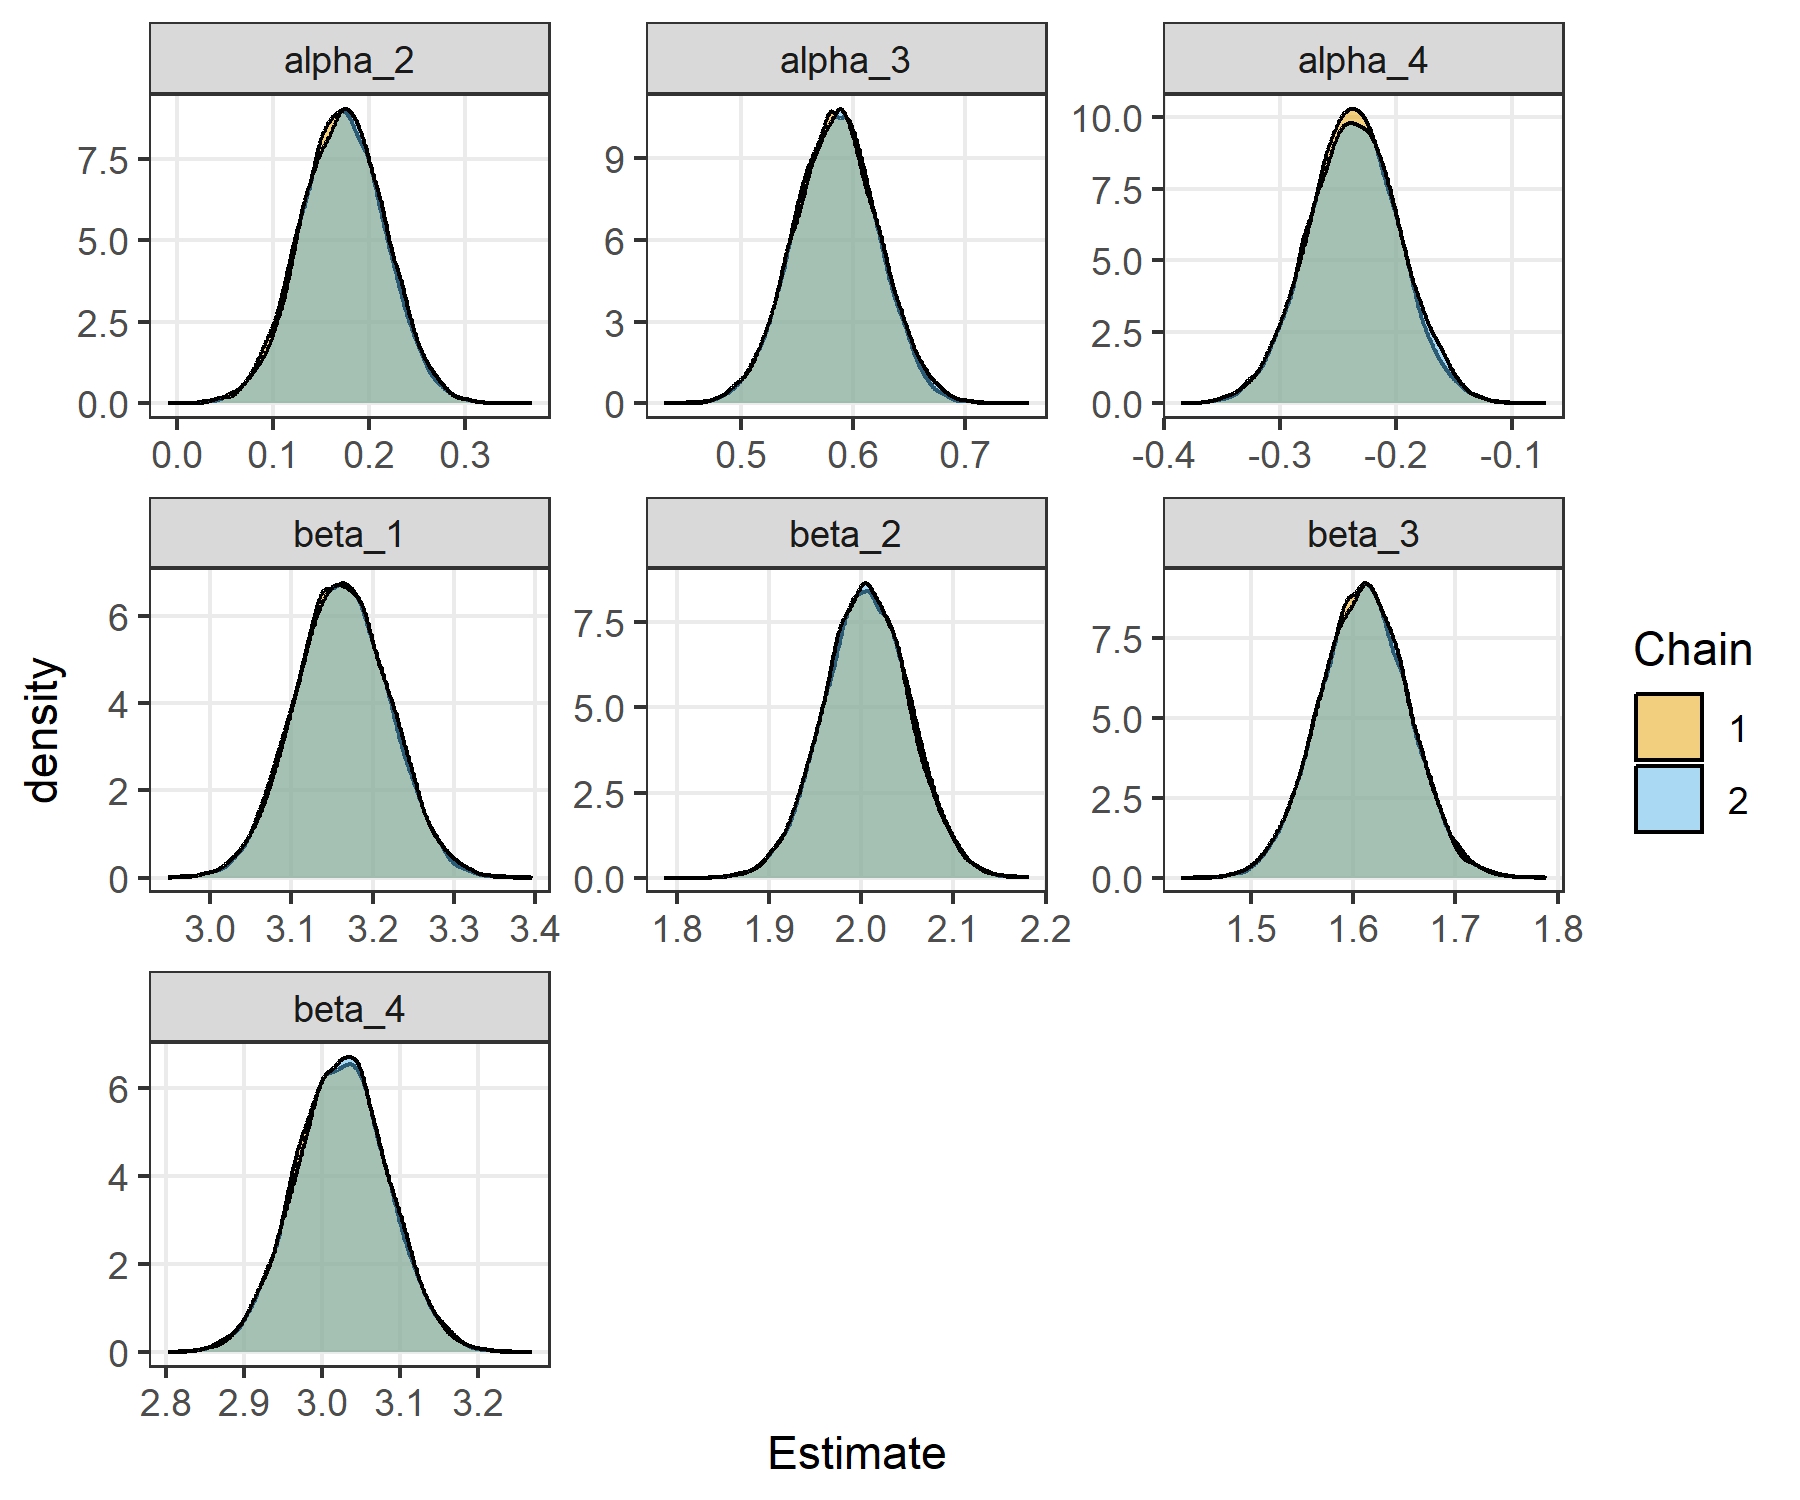 alpha_2 alpha_3 alpha_4
7.5 5.0 2.5 0.0
9 6 3 0
10.0 7.5 5.0 2.5 0.0
0.0 0.1 0.2 0.3
0.5 0.6 0.7
-0.4 -0.3 -0.2 -0.1
beta_1 beta_2 beta_3
6 4 2 0
7.5 5.0 2.5 0.0
7.5 5.0 2.5 0.0
3.0 3.1 3.2 3.3 3.4
1.8 1.9 2.0 2.1 2.2
1.5 1.6 1.7 1.8
beta_4
6 4 2 0
2.8 2.9 3.0 3.1 3.2
density
Estimate
Chain
1
2